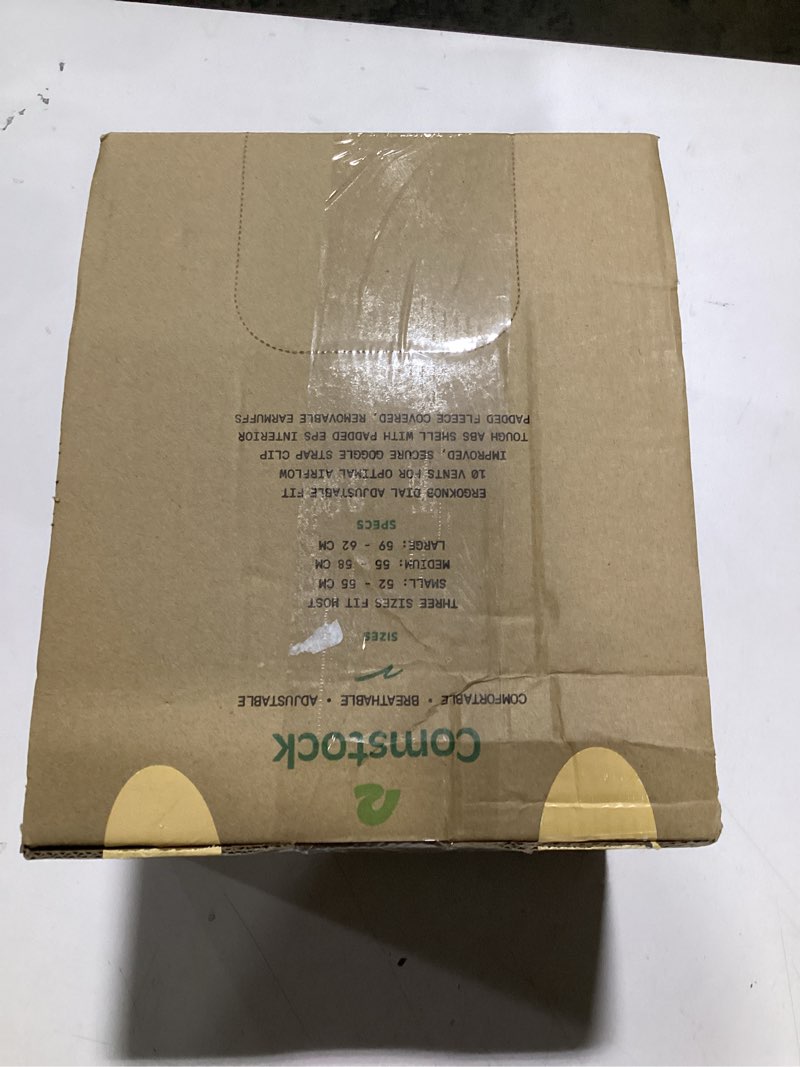 Comstock
COMFORTABLE • BREATHABLE • ADJUSTABLE
SIZES
THREE SIZES FIT MOST
SMALL: 52 - 55 CM
MEDIUM: 55 - 58 CM
LARGE: 59 - 62 CM
SPECS
ERGOKNOB DIAL ADJUSTABLE FIT
10 VENTS FOR OPTIMAL AIRFLOW
IMPROVED, SECURE GOGGLE STRAP CLIP
TOUGH ABS SHELL WITH PADDED EPS INTERIOR
PADDED FLEECE COVERED, REMOVABLE EARMUFFS